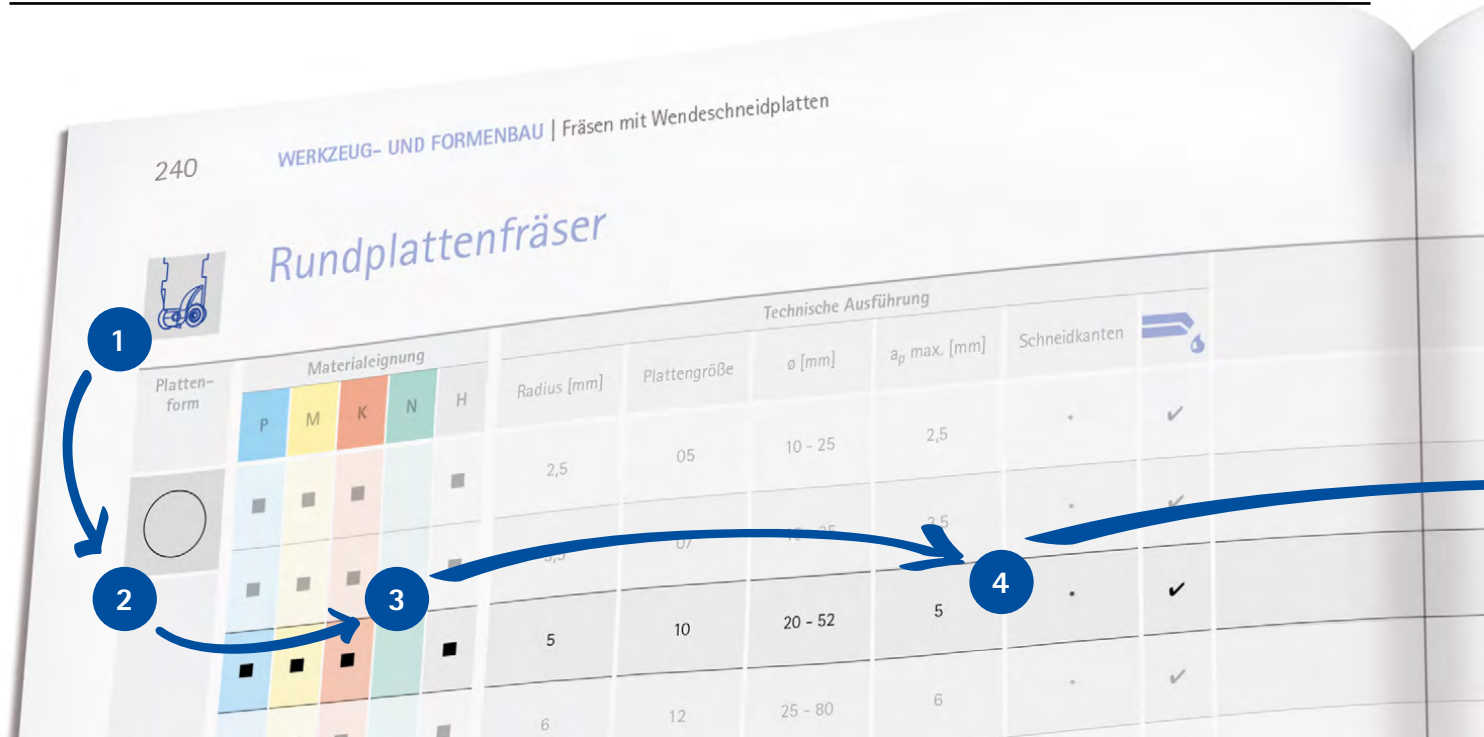 240
WERKZEUG- UND FORMENBAU | Fräsen mit Wendeschneidplatten
Rundplattenfräser
1
Platten-
form
Materialeignung
P M K N H
Technische Ausführung
Radius [mm] Plattengröße ø [mm] ap max. [mm] Schneidkanten
2,5 05 10 - 25 2,5 • ✔
07 • ✔
2
3
4
5 10 20 - 52 5 • ✔
6 12 25 - 80 6 • ✔